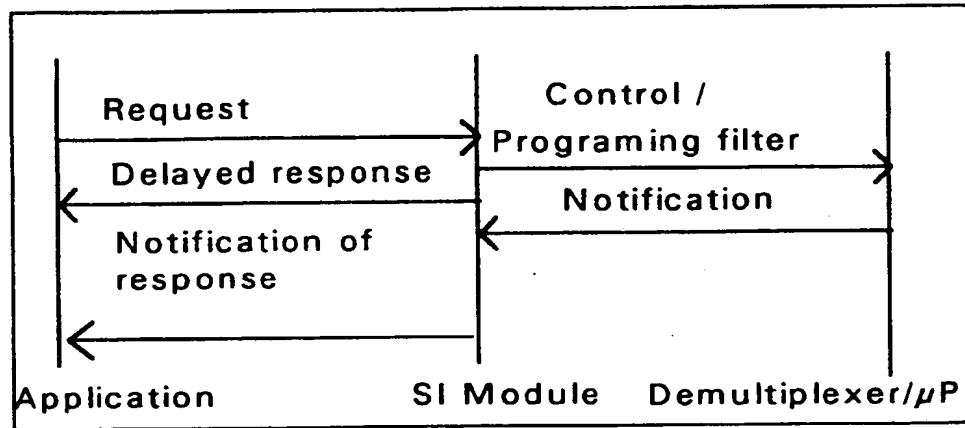 Request
Control /
Programing filter
Delayed response
Notification
Notification of
response
Application
SI Module
Demultiplexer/μP